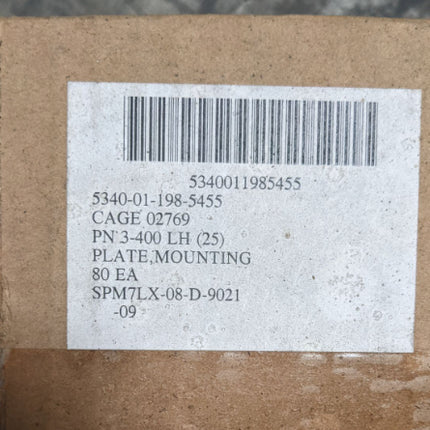 5340011985455
5340-01-198-5455
CAGE 02769
PN 3-400 LH (25)
PLATE,MOUNTING
80 EA
SPM7LX-08-D-9021
-09